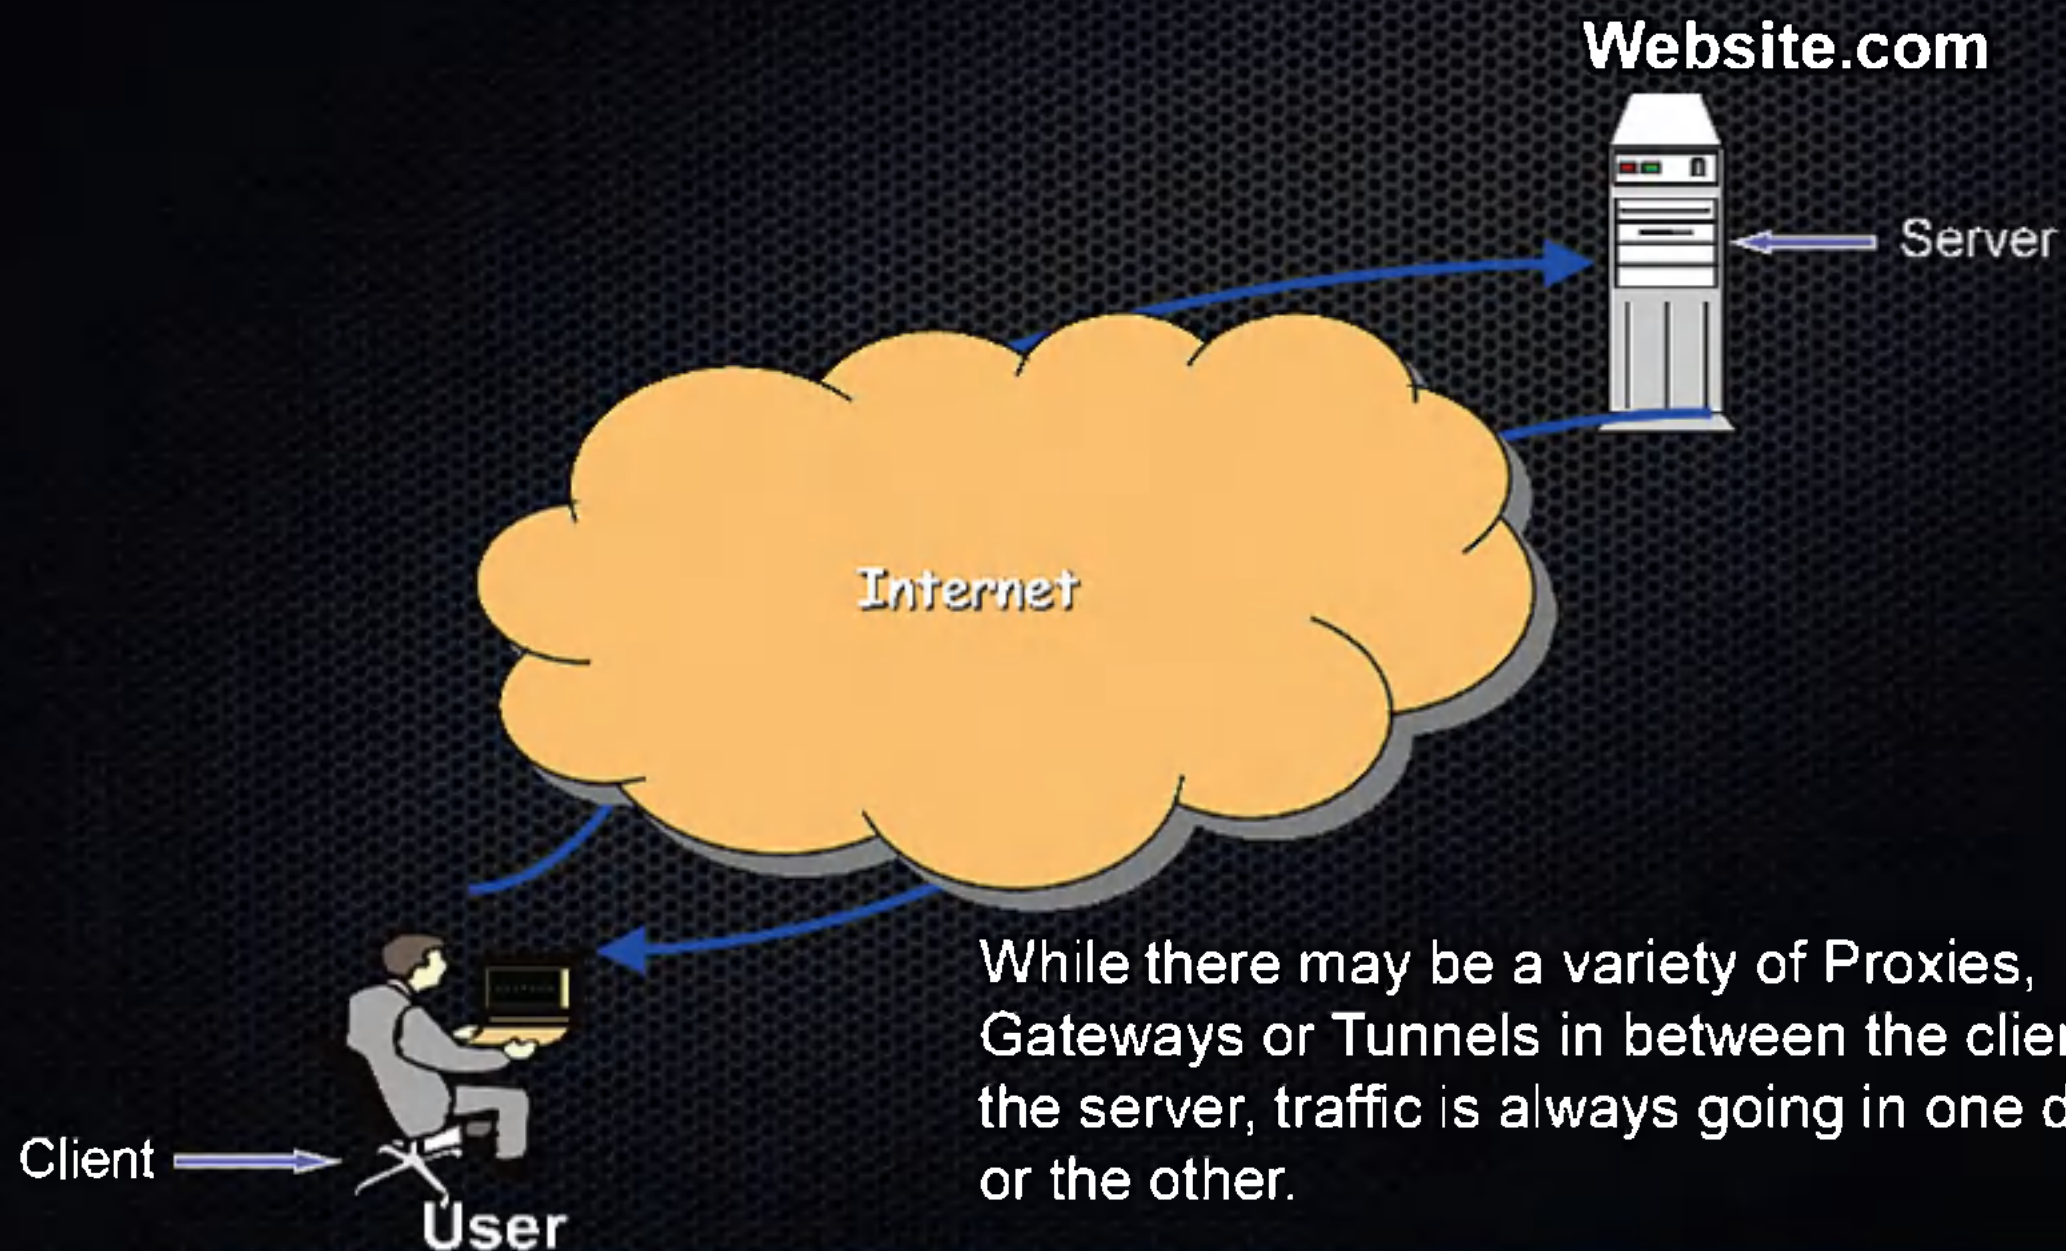 Website.com
Server
Internet
While there may be a variety of Proxies,
Gateways or Tunnels in between the
the server, traffic is always going in one
or the other.
Client
User